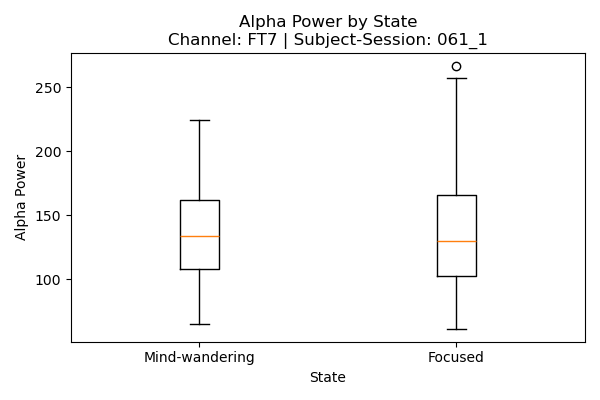 Alpha Power by State
Channel: FT7 | Subject-Session: 061_1
Alpha Power
250
200
150
100
Mind-wandering
Focused
State